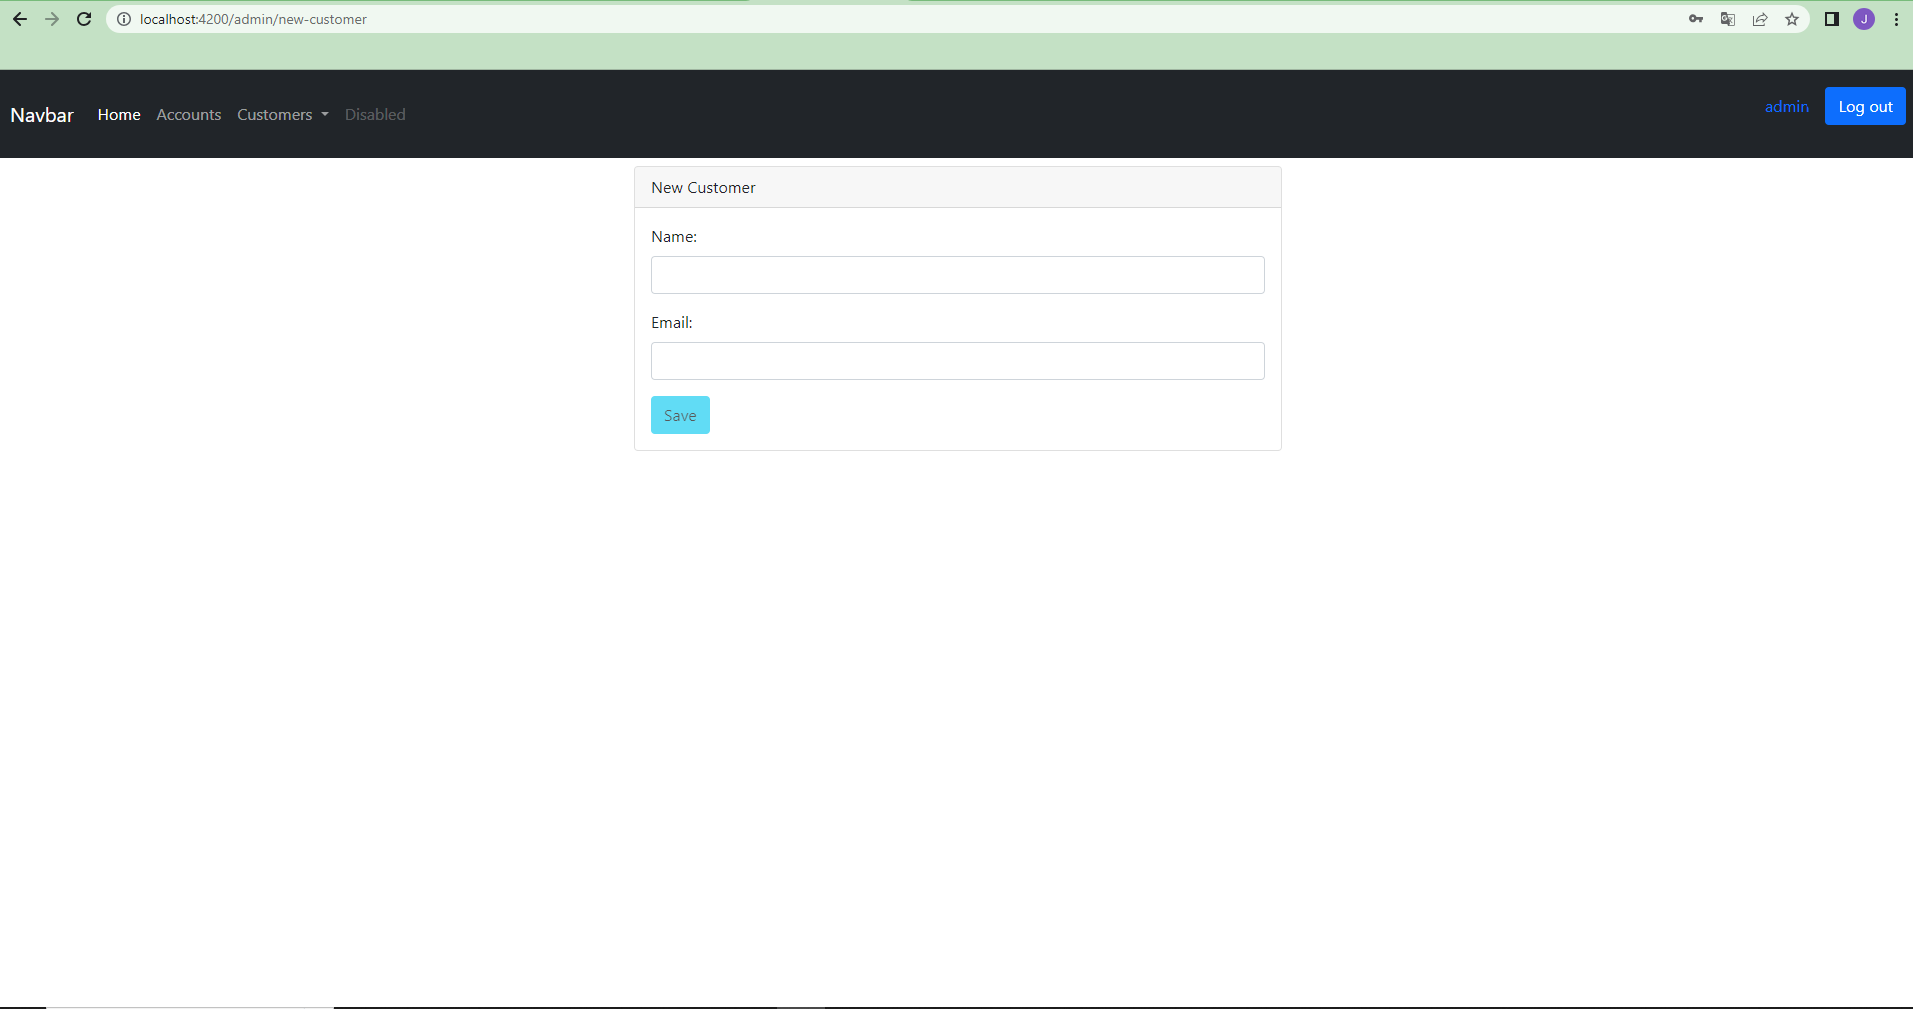 localhost:4200/admin/new-customer
J
Navbar Home Accounts Customers Disabled admin Log out
New Customer
Name:
Email:
Save